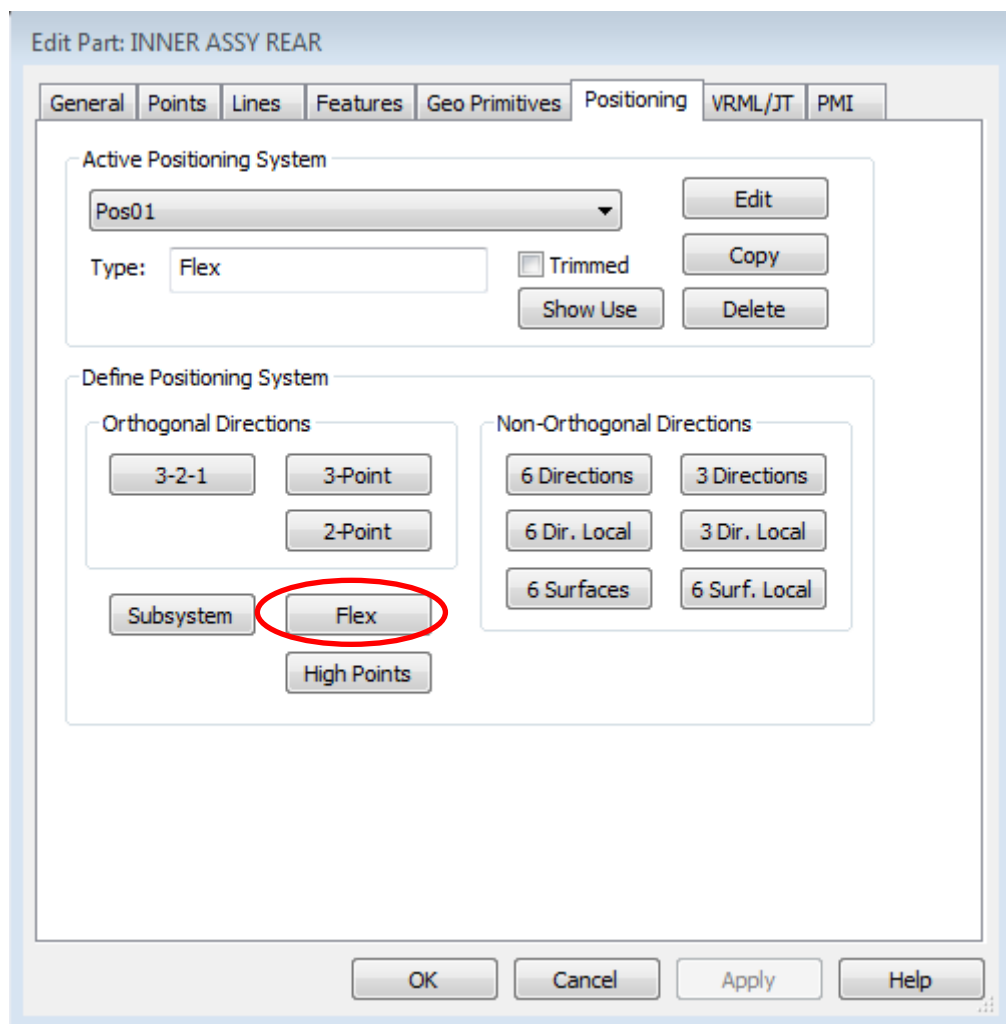 Edit Part: INNER ASSY REAR
General Points Lines Features Geo Primitives Positioning VRML/JT PMI
Active Positioning System
Pos01 Edit
Type: Flex Trimmed Copy
Show Use Delete
Define Positioning System
Orthogonal Directions Non-Orthogonal Directions
3-2-1 3-Point 6 Directions 3 Directions
2-Point 6 Dir. Local 3 Dir. Local
6 Surfaces 6 Surf. Local
Subsystem Flex
High Points
OK Cancel Apply Help